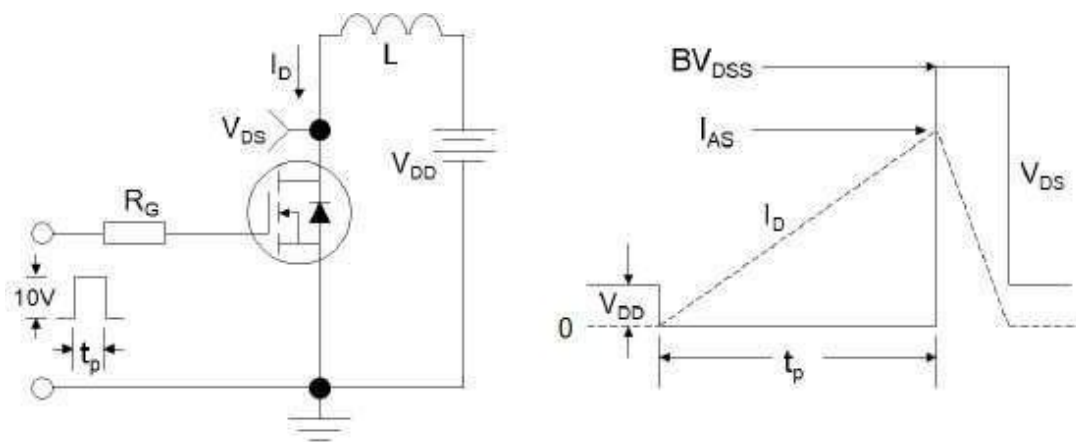 L
I_D
V_DS
V_DD
R_G
10V
t_p
BV_DSS
I_AS
V_DS
I_D
V_DD
0
t_p